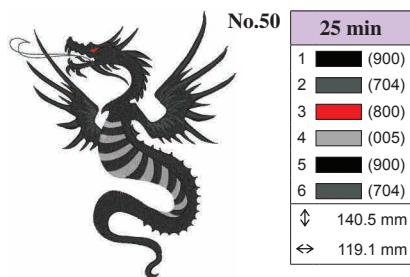 No.50
25 min
1 (900)
2 (704)
3 (800)
4 (005)
5 (900)
6 (704)
↕ 140.5 mm
↔ 119.1 mm